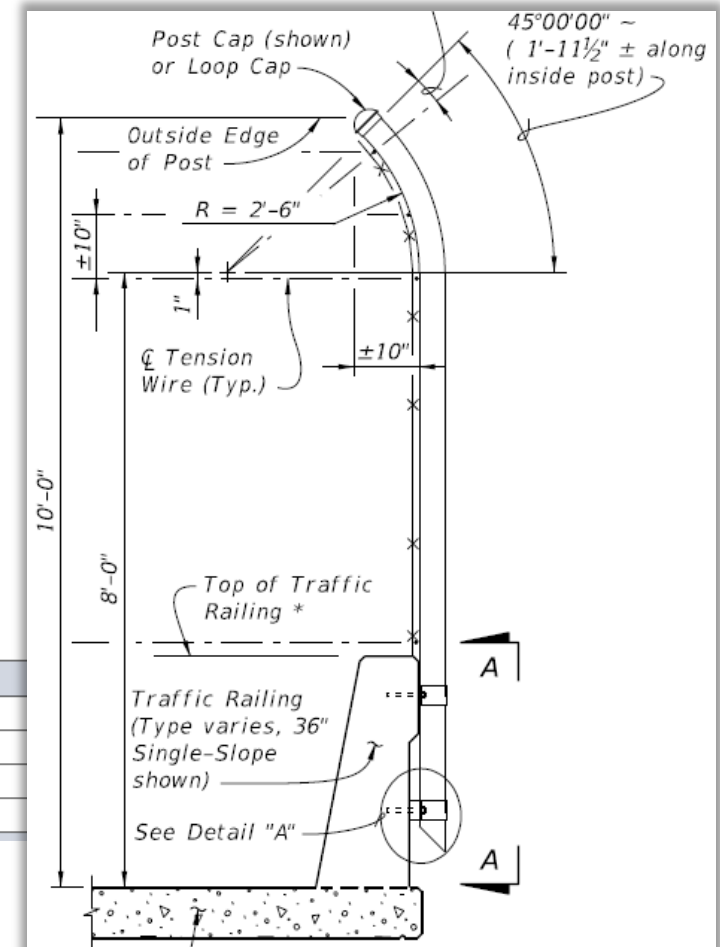 Post Cap (shown)
or Loop Cap
45°00'00" ~
( 1'-11½" ± along
inside post)
Outside Edge
of Post
R = 2'-6"
±10"
1"
℄ Tension
Wire (Typ.)
±10"
10'-0"
8'-0"
Top of Traffic
Railing *
A
Traffic Railing
(Type varies, 36"
Single-Slope
shown)
See Detail "A"
A